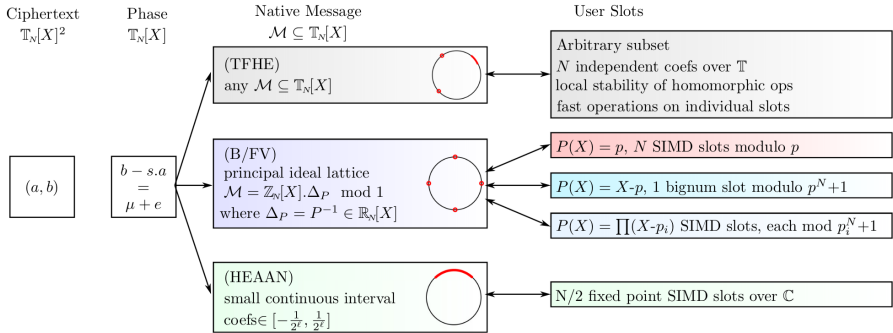 Ciphertext
𝕋_N[X]²
Phase
𝕋_N[X]
Native Message
ℳ ⊆ 𝕋_N[X]
User Slots
(a, b)
b − s.a
=
μ + e
(TFHE)
any ℳ ⊆ 𝕋_N[X]
Arbitrary subset
N independent coefs over 𝕋
local stability of homomorphic ops
fast operations on individual slots
(B/FV)
principal ideal lattice
ℳ = ℤ_N[X].Δ_P mod 1
where Δ_P = P⁻¹ ∈ ℝ_N[X]
P(X) = p, N SIMD slots modulo p
P(X) = X-p, 1 bignum slot modulo p^N+1
P(X) = ∏(X-p_i) SIMD slots, each mod p_i^N+1
(HEAAN)
small continuous interval
coefs∈ [−1/2^ℓ, 1/2^ℓ]
N/2 fixed point SIMD slots over ℂ